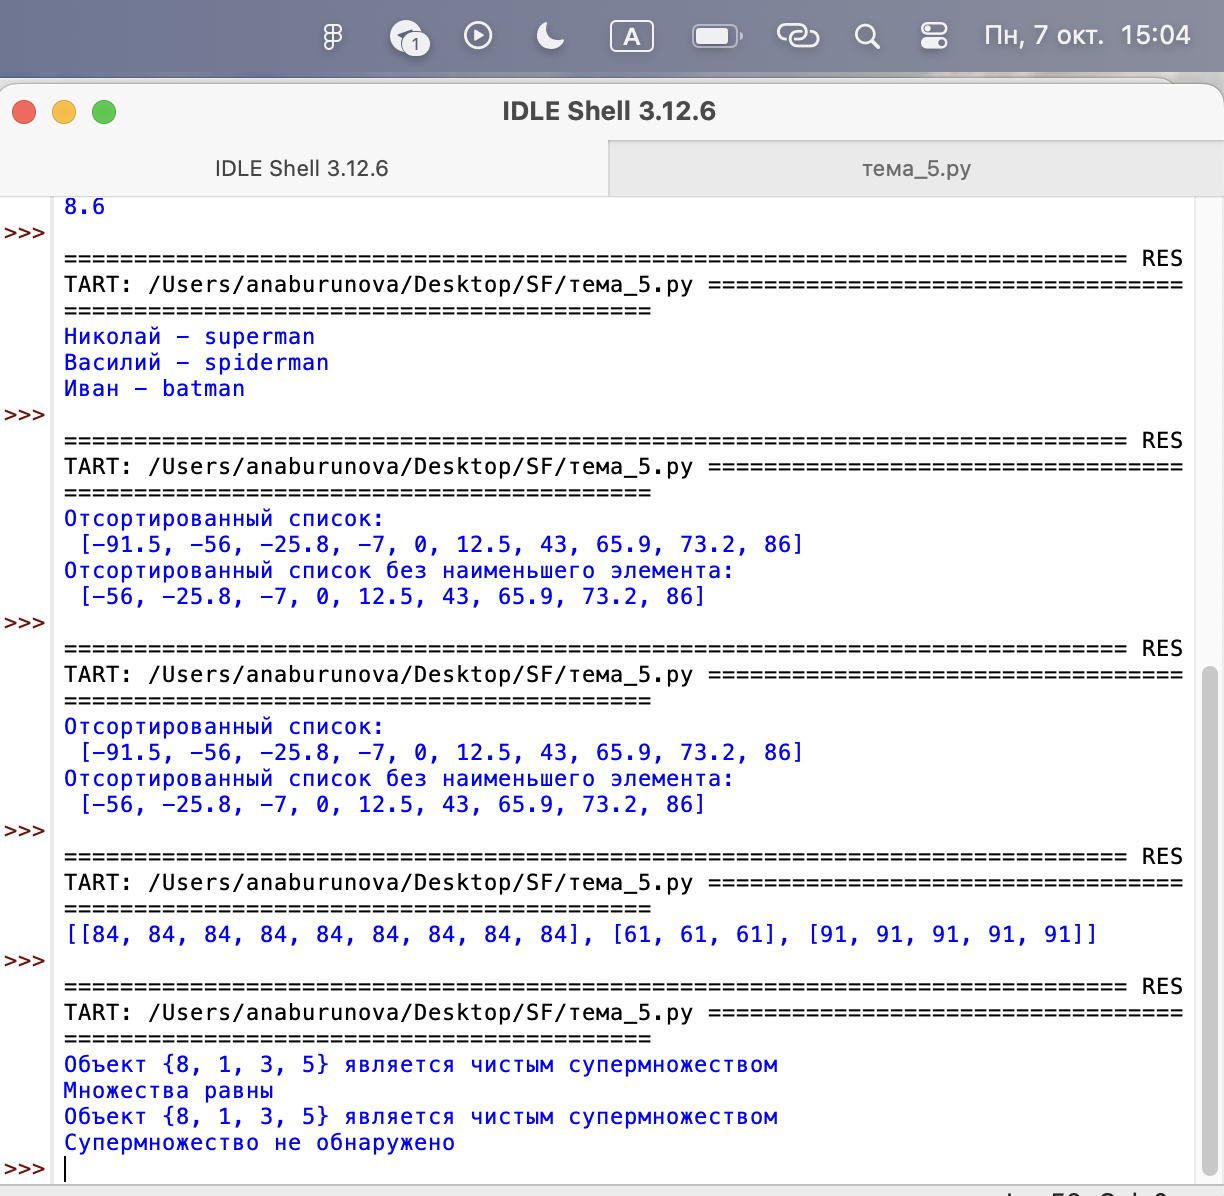 1
A
Пн, 7 окт. 15:04
IDLE Shell 3.12.6
IDLE Shell 3.12.6
тема_5.py
8.6
>>>
============================================================================ RES
TART: /Users/anaburunova/Desktop/SF/тема_5.py ==================================
==========================================
Николай - superman
Василий - spiderman
Иван - batman
>>>
============================================================================ RES
TART: /Users/anaburunova/Desktop/SF/тема_5.py ==================================
==========================================
Отсортированный список:
[-91.5, -56, -25.8, -7, 0, 12.5, 43, 65.9, 73.2, 86]
Отсортированный список без наименьшего элемента:
[-56, -25.8, -7, 0, 12.5, 43, 65.9, 73.2, 86]
>>>
============================================================================ RES
TART: /Users/anaburunova/Desktop/SF/тема_5.py ==================================
==========================================
Отсортированный список:
[-91.5, -56, -25.8, -7, 0, 12.5, 43, 65.9, 73.2, 86]
Отсортированный список без наименьшего элемента:
[-56, -25.8, -7, 0, 12.5, 43, 65.9, 73.2, 86]
>>>
============================================================================ RES
TART: /Users/anaburunova/Desktop/SF/тема_5.py ==================================
==========================================
[[84, 84, 84, 84, 84, 84, 84, 84, 84], [61, 61, 61], [91, 91, 91, 91, 91]]
>>>
============================================================================ RES
TART: /Users/anaburunova/Desktop/SF/тема_5.py ==================================
==========================================
Объект {8, 1, 3, 5} является чистым супермножеством
Множества равны
Объект {8, 1, 3, 5} является чистым супермножеством
Супермножество не обнаружено
>>>